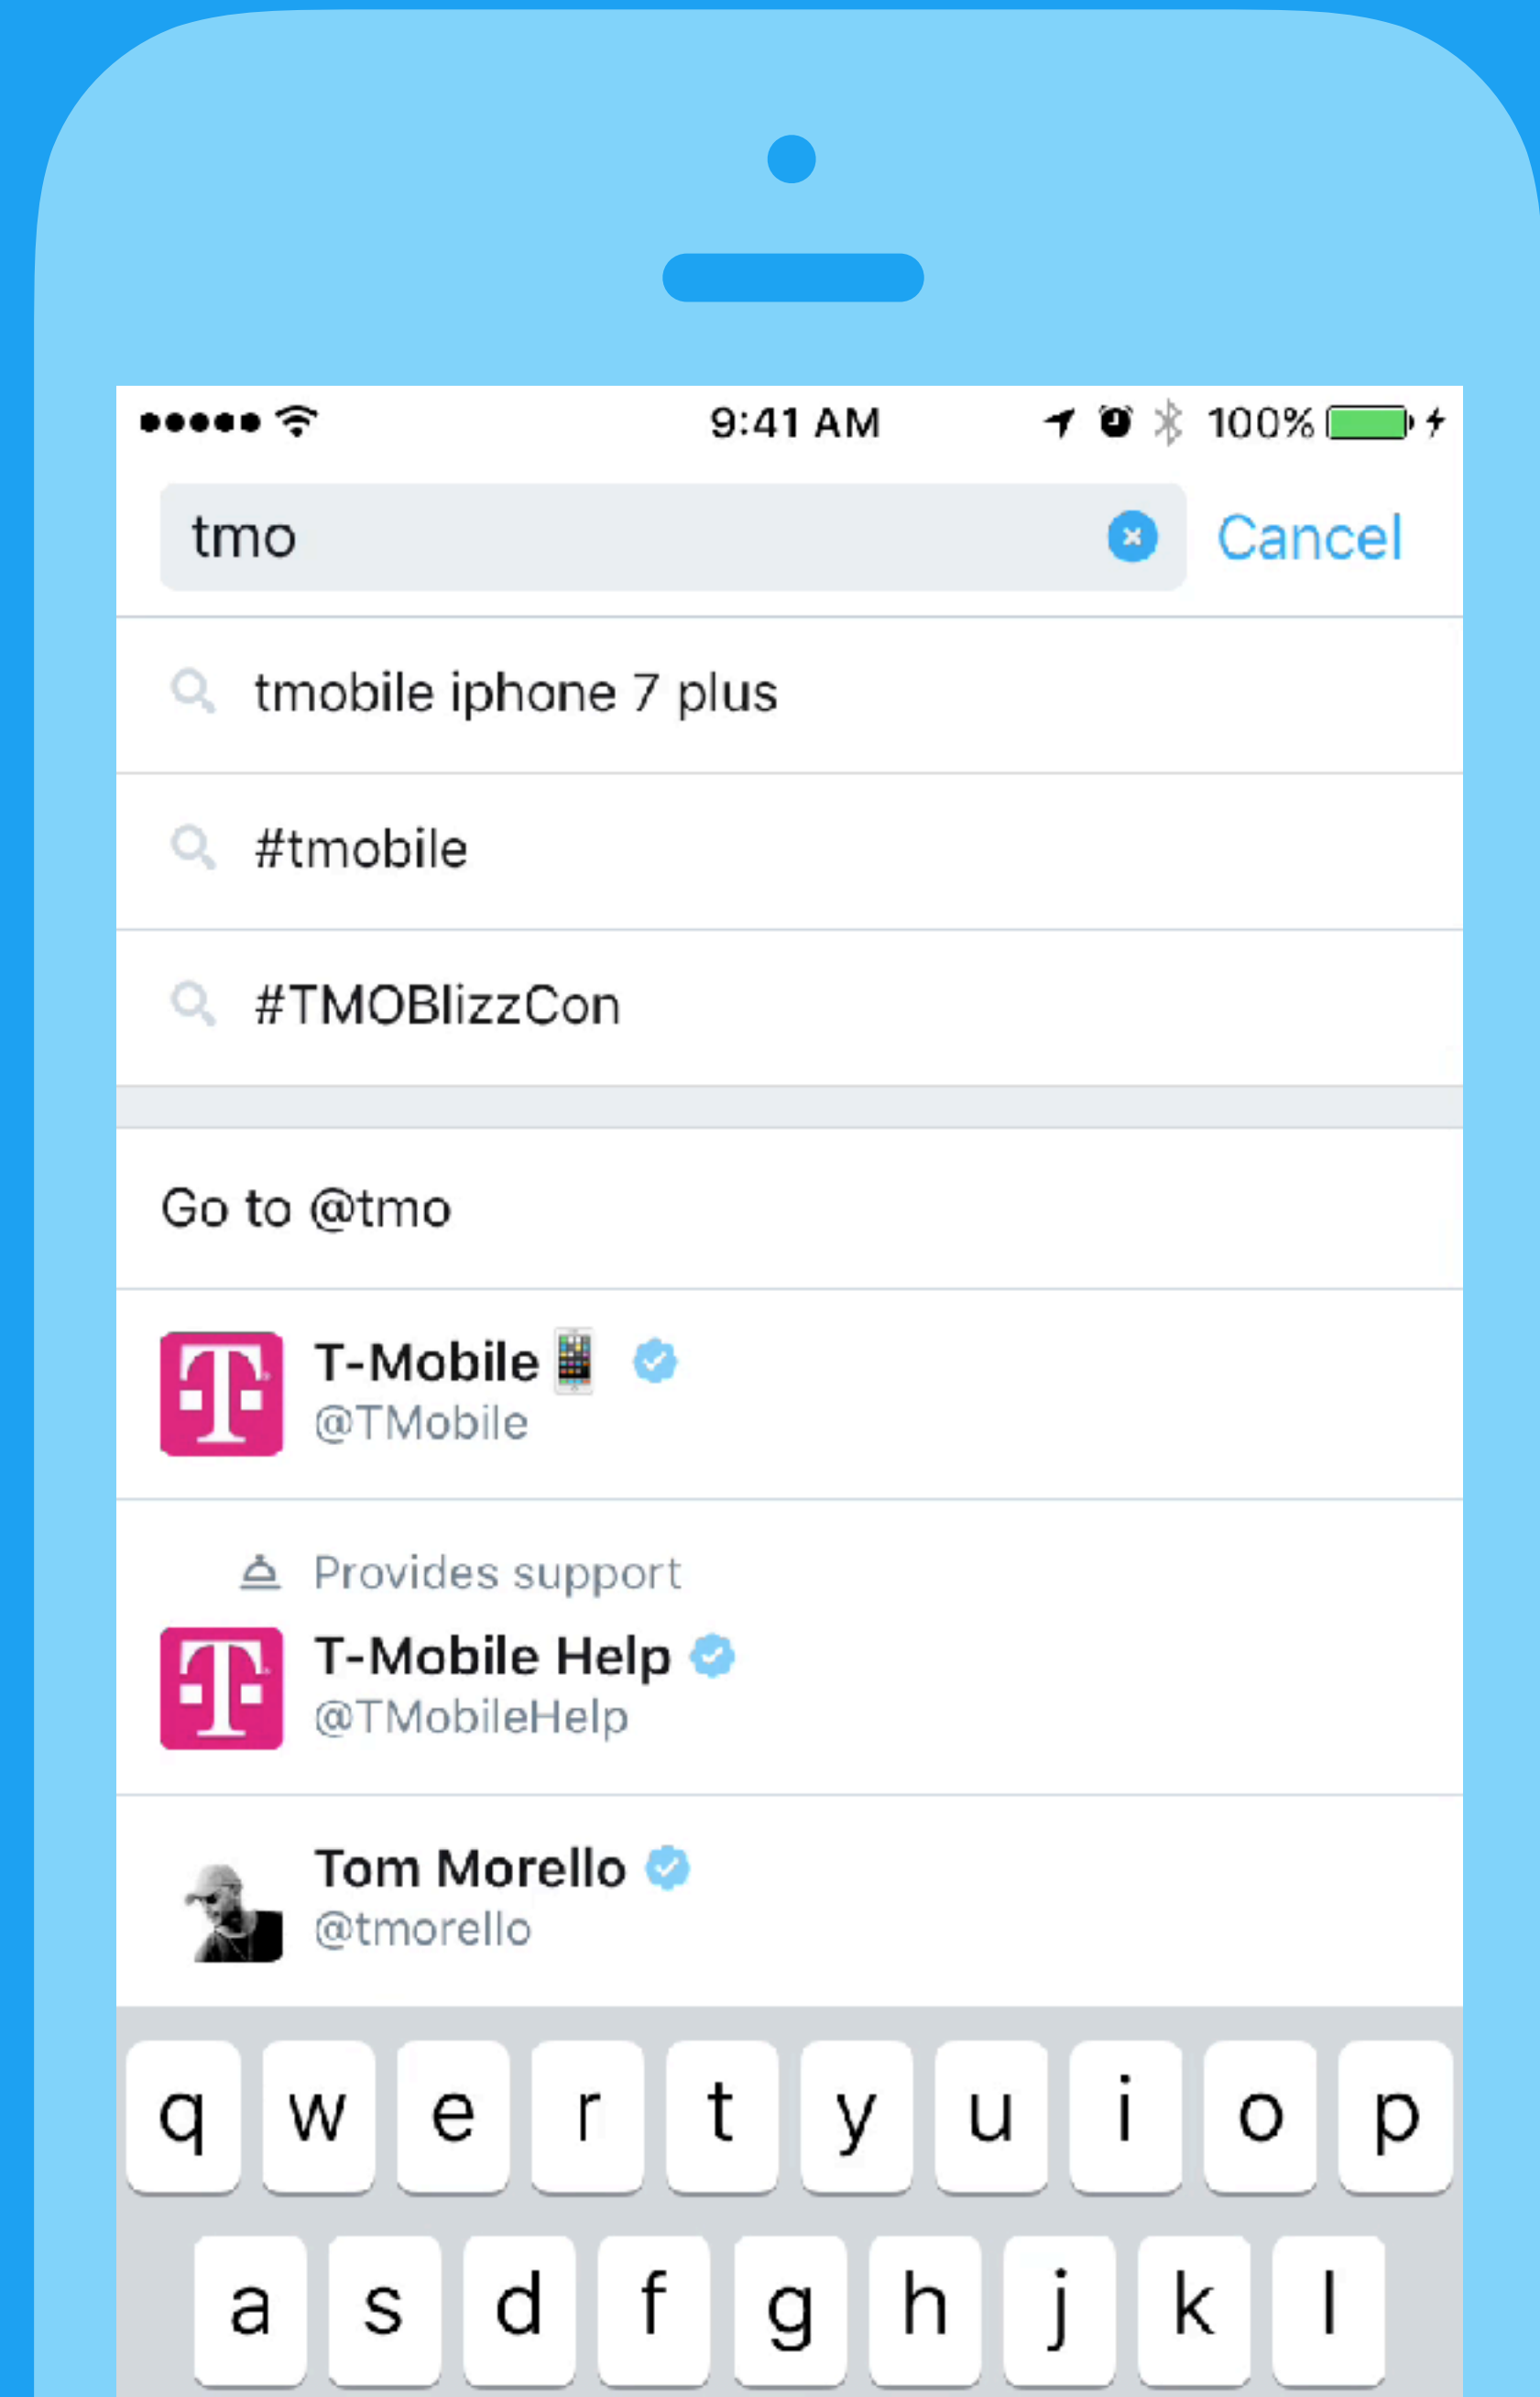 9:41 AM 100%
tmo Cancel
tmobile iphone 7 plus
#tmobile
#TMOBlizzCon
Go to @tmo
T-Mobile📱
@TMobile
Provides support
T-Mobile Help
@TMobileHelp
Tom Morello
@tmorello
q w e r t y u i o p
a s d f g h j k l